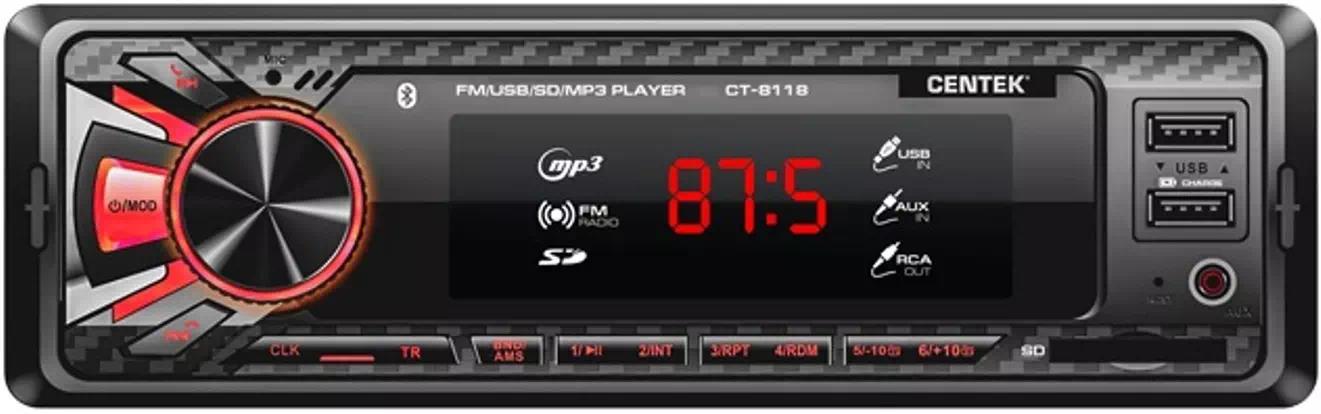 MIC
FM/USB/SD/MP3 PLAYER
CT-8118
CENTEK
mp3
87:5
USB
IN
FM
RADIO
AUX
IN
SD
RCA
OUT
USB
CHARGE
⏻/MOD
AUX
CLK
TR
BND/
AMS
1/▶II
2/INT
3/RPT
4/RDM
5/-10
6/+10
SD